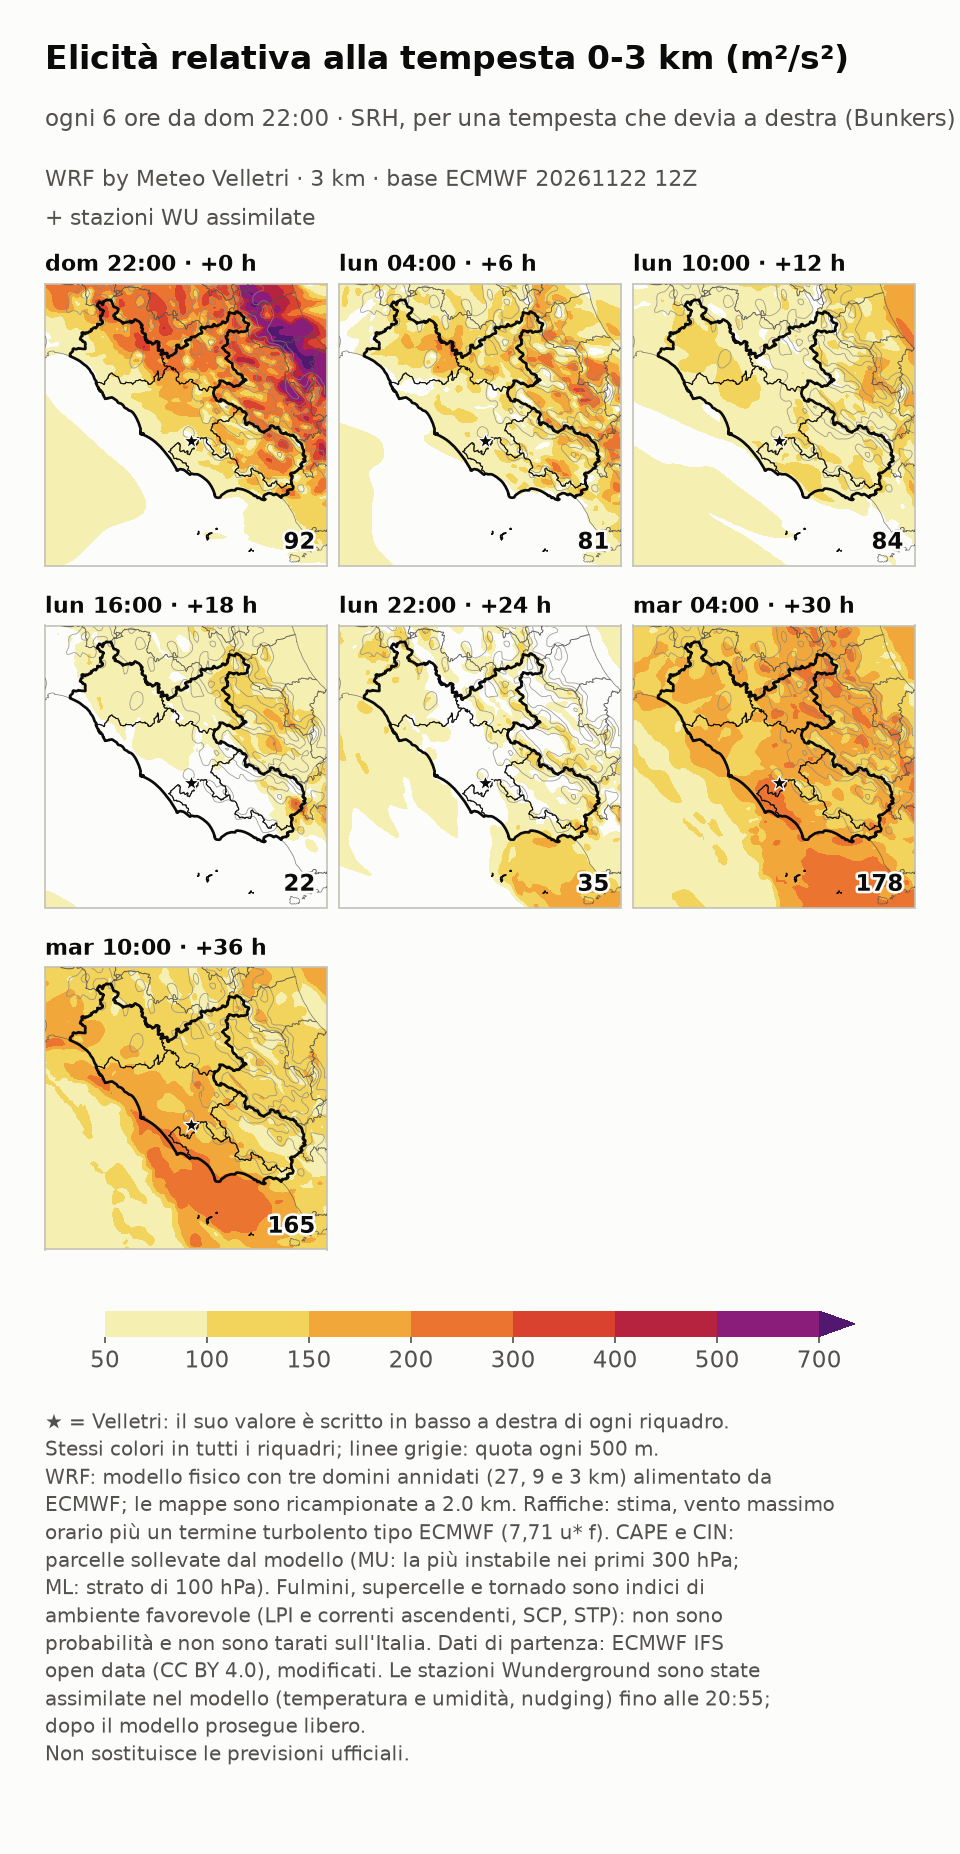 Elicità relativa alla tempesta 0-3 km (m²/s²)
ogni 6 ore da dom 22:00 · SRH, per una tempesta che devia a destra (Bunkers)
WRF by Meteo Velletri · 3 km · base ECMWF 20261122 12Z
+ stazioni WU assimilate
dom 22:00 · +0 h
lun 04:00 · +6 h
lun 10:00 · +12 h
92
81
84
lun 16:00 · +18 h
lun 22:00 · +24 h
mar 04:00 · +30 h
22
35
178
mar 10:00 · +36 h
165
50 100 150 200 300 400 500 700
★ = Velletri: il suo valore è scritto in basso a destra di ogni riquadro.
Stessi colori in tutti i riquadri; linee grigie: quota ogni 500 m.
WRF: modello fisico con tre domini annidati (27, 9 e 3 km) alimentato da
ECMWF; le mappe sono ricampionate a 2.0 km. Raffiche: stima, vento massimo
orario più un termine turbolento tipo ECMWF (7,71 u* f). CAPE e CIN:
parcelle sollevate dal modello (MU: la più instabile nei primi 300 hPa;
ML: strato di 100 hPa). Fulmini, supercelle e tornado sono indici di
ambiente favorevole (LPI e correnti ascendenti, SCP, STP): non sono
probabilità e non sono tarati sull'Italia. Dati di partenza: ECMWF IFS
open data (CC BY 4.0), modificati. Le stazioni Wunderground sono state
assimilate nel modello (temperatura e umidità, nudging) fino alle 20:55;
dopo il modello prosegue libero.
Non sostituisce le previsioni ufficiali.